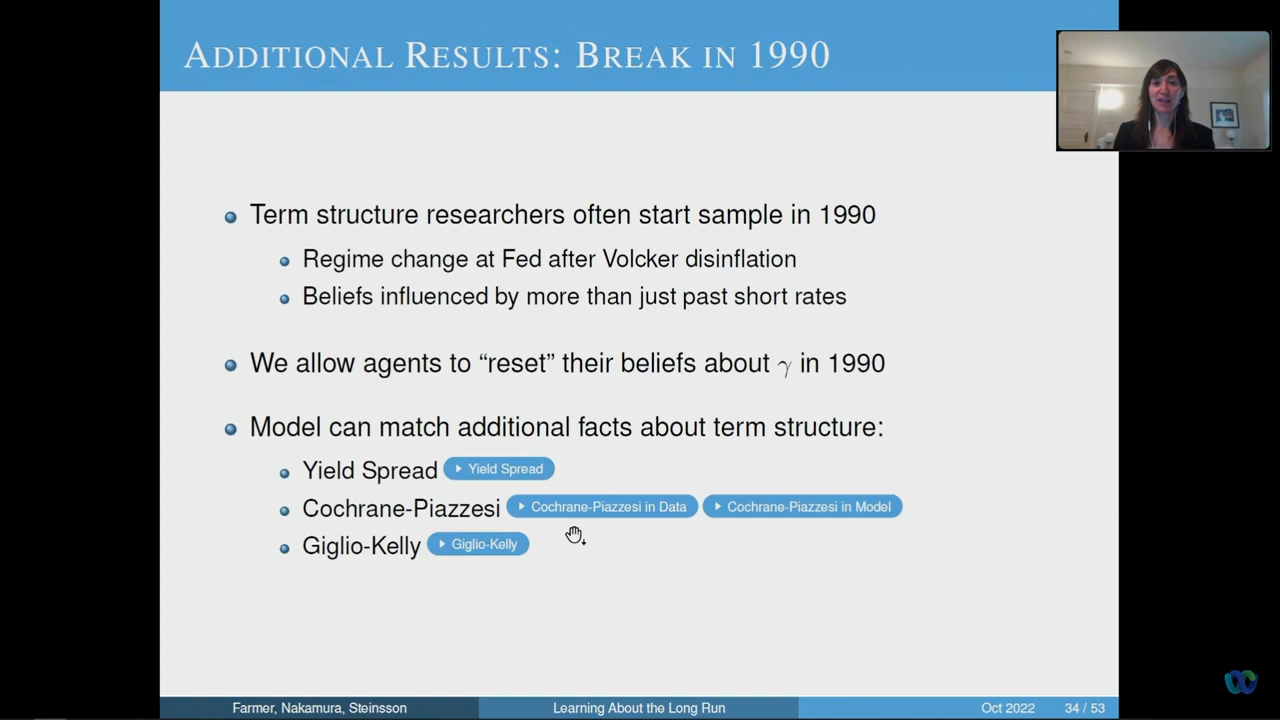 ADDITIONAL RESULTS: BREAK IN 1990
Term structure researchers often start sample in 1990
Regime change at Fed after Volcker disinflation
Beliefs influenced by more than just past short rates
We allow agents to “reset” their beliefs about γ in 1990
Model can match additional facts about term structure:
Yield Spread Yield Spread
Cochrane-Piazzesi Cochrane-Piazzesi in Data Cochrane-Piazzesi in Model
Giglio-Kelly Giglio-Kelly
Farmer, Nakamura, Steinsson Learning About the Long Run Oct 2022 34 / 53